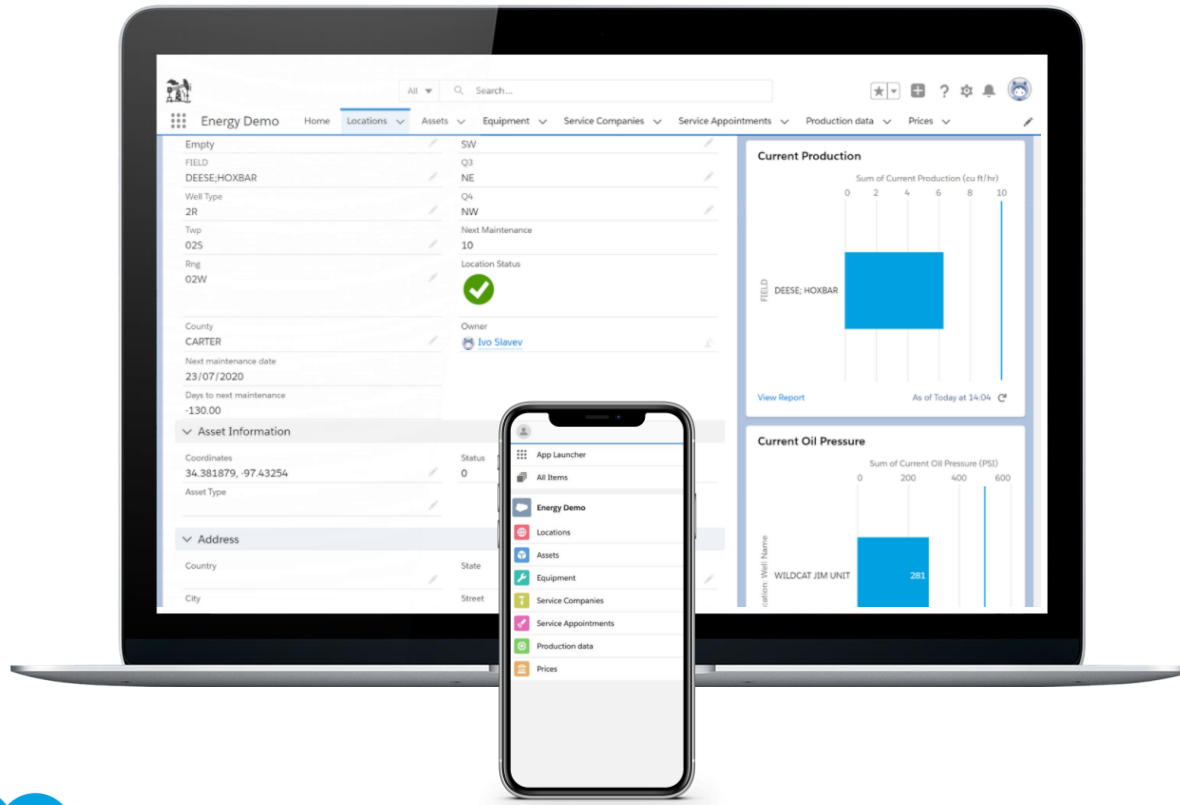 All
Search...
Energy Demo Home Locations Assets Equipment Service Companies Service Appointments Production data Prices
Empty
FIELD
DEESE;HOXBAR
Well Type
2R
Twp
02S
Rng
02W
County
CARTER
Next maintenance date
23/07/2020
Days to next maintenance
-130.00
SW
Q3
NE
Q4
NW
Next Maintenance
10
Location Status
Owner
Ivo Slavev
Asset Information
Coordinates
34.381879, -97.43254
Asset Type
Status
0
Address
Country
State
City
Street
Current Production
Sum of Current Production (cu ft/hr)
0 2 4 6 8 10
FIELD
DEESE; HOXBAR
View Report
As of Today at 14:04
Current Oil Pressure
Sum of Current Oil Pressure (PSI)
0 200 400 600
Well Name
WILDCAT JIM UNIT
281
App Launcher
All Items
Energy Demo
Locations
Assets
Equipment
Service Companies
Service Appointments
Production data
Prices